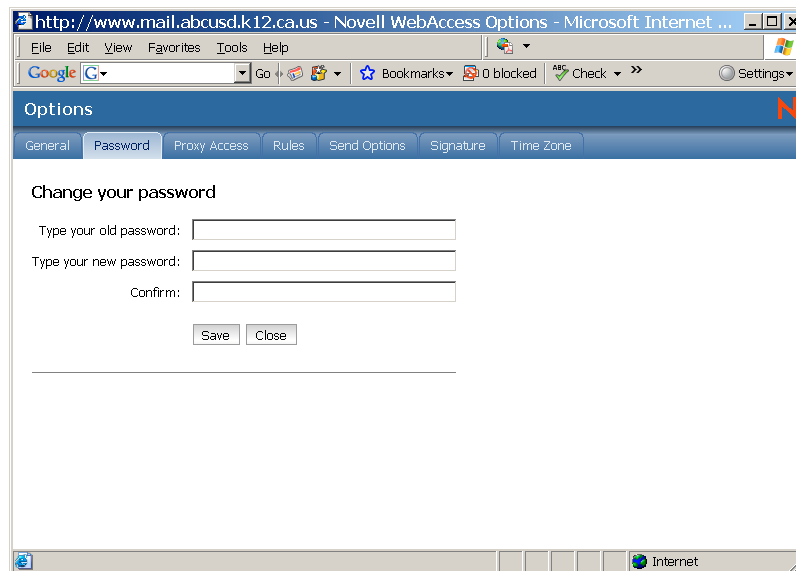 http://www.mail.abcusd.k12.ca.us - Novell WebAccess Options - Microsoft Internet ...
File Edit View Favorites Tools Help
Google G Go Bookmarks 0 blocked ABC Check » Settings
Options N
General Password Proxy Access Rules Send Options Signature Time Zone
Change your password
Type your old password:
Type your new password:
Confirm:
Save Close
Internet